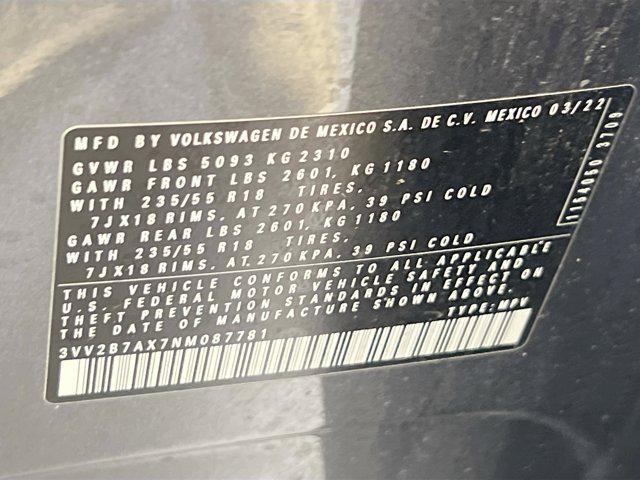 MFD BY VOLKSWAGEN DE MEXICO S.A. DE C.V. MEXICO 03/22
GVWR LBS 5093 KG 2310
GAWR FRONT LBS 2601, KG 1180
WITH 235/55 R18 TIRES,
7JX18 RIMS, AT 270 KPA, 39 PSI COLD
GAWR REAR LBS 2601, KG 1180
WITH 235/55 R18 TIRES,
7JX18 RIMS, AT 270 KPA, 39 PSI COLD
THIS VEHICLE CONFORMS TO ALL APPLICABLE
U.S. FEDERAL MOTOR VEHICLE SAFETY AND
THEFT PREVENTION STANDARDS IN EFFECT ON
THE DATE OF MANUFACTURE SHOWN ABOVE.
3VV2B7AX7NM087781 TYPE: MPV